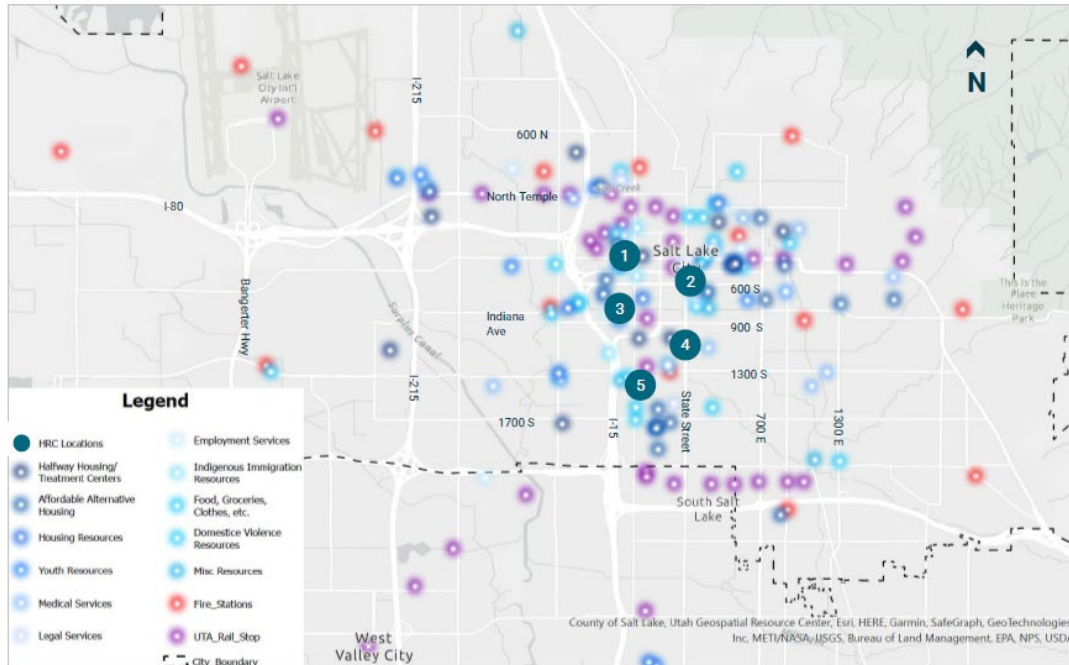 Salt Lake
City Int'l
Airport
I-215
N
600 N
North Temple
I-80
Creek
Salt Lake
City
1
2
3
4
5
600 S
900 S
1300 S
1700 S
Indiana
Ave
Surplus Canal
Bangerter Hwy
I-215
I-15
State Street
700 E
1300 E
This Is the
Place
Heritage
Park
South Salt
Lake
West
Valley City
Legend
HRC Locations
Halfway Housing/
Treatment Centers
Affordable Alternative
Housing
Housing Resources
Youth Resources
Medical Services
Legal Services
Employment Services
Indigenous Immigration
Resources
Food, Groceries,
Clothes, etc.
Domestice Violence
Resources
Misc Resources
Fire_Stations
UTA_Rail_Stop
City_Boundary
County of Salt Lake, Utah Geospatial Resource Center, Esri, HERE, Garmin, SafeGraph, GeoTechnologies
Inc, METI/NASA, USGS, Bureau of Land Management, EPA, NPS, USDA